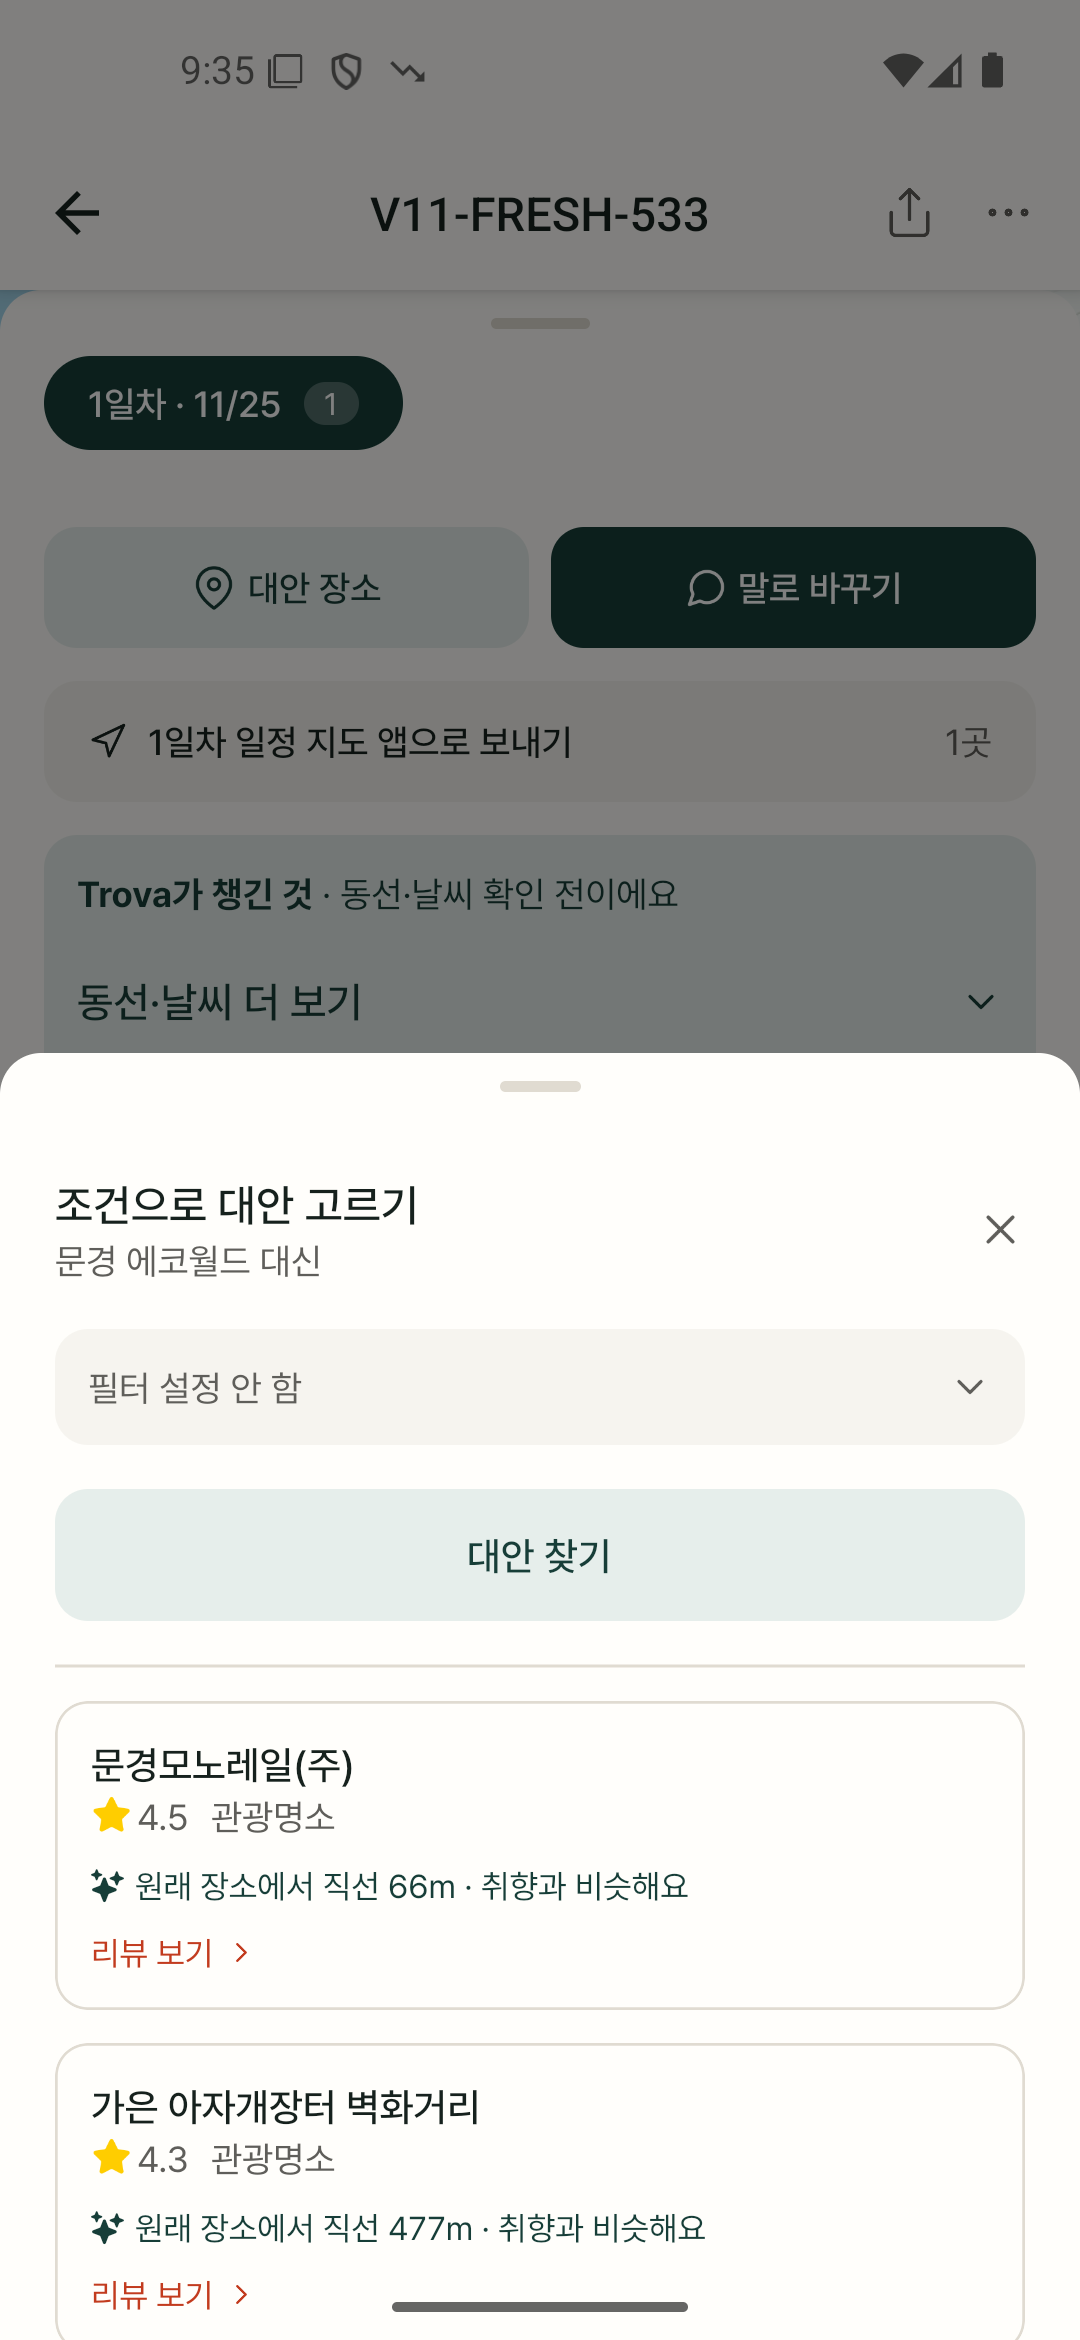 9:35
V11-FRESH-533
1일차 · 11/25 1
대안 장소
말로 바꾸기
1일차 일정 지도 앱으로 보내기 1곳
Trova가 챙긴 것 · 동선·날씨 확인 전이에요
동선·날씨 더 보기
조건으로 대안 고르기
문경 에코월드 대신
필터 설정 안 함
대안 찾기
문경모노레일(주)
4.5 관광명소
원래 장소에서 직선 66m · 취향과 비슷해요
리뷰 보기
가은 아자개장터 벽화거리
4.3 관광명소
원래 장소에서 직선 477m · 취향과 비슷해요
리뷰 보기